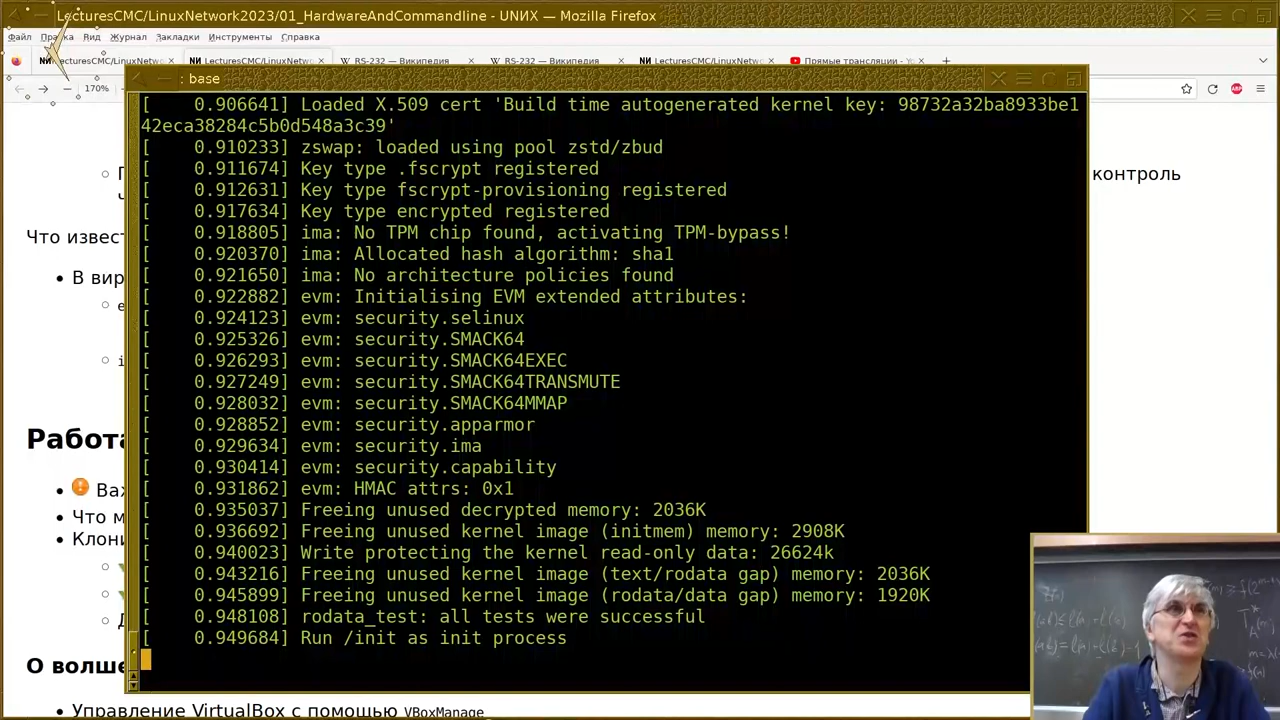 LecturesCMC/LinuxNetwork2023/01_HardwareAndCommandline - UNИX — Mozilla Firefox
Файл Правка Вид Журнал Закладки Инструменты Справка
LecturesCMC/LinuxNetwo LecturesCMC/LinuxNetwo RS-232 — Википедия RS-232 — Википедия LecturesCMC/LinuxNetwo Прямые трансляции -
170%
: base
[ 0.906641] Loaded X.509 cert 'Build time autogenerated kernel key: 98732a32ba8933be1
42eca38284c5b0d548a3c39'
[ 0.910233] zswap: loaded using pool zstd/zbud
[ 0.911674] Key type .fscrypt registered
[ 0.912631] Key type fscrypt-provisioning registered
[ 0.917634] Key type encrypted registered
[ 0.918805] ima: No TPM chip found, activating TPM-bypass!
[ 0.920370] ima: Allocated hash algorithm: sha1
[ 0.921650] ima: No architecture policies found
[ 0.922882] evm: Initialising EVM extended attributes:
[ 0.924123] evm: security.selinux
[ 0.925326] evm: security.SMACK64
[ 0.926293] evm: security.SMACK64EXEC
[ 0.927249] evm: security.SMACK64TRANSMUTE
[ 0.928032] evm: security.SMACK64MMAP
[ 0.928852] evm: security.apparmor
[ 0.929634] evm: security.ima
[ 0.930414] evm: security.capability
[ 0.931862] evm: HMAC attrs: 0x1
[ 0.935037] Freeing unused decrypted memory: 2036K
[ 0.936692] Freeing unused kernel image (initmem) memory: 2908K
[ 0.940023] Write protecting the kernel read-only data: 26624k
[ 0.943216] Freeing unused kernel image (text/rodata gap) memory: 2036K
[ 0.945899] Freeing unused kernel image (rodata/data gap) memory: 1920K
[ 0.948108] rodata_test: all tests were successful
[ 0.949684] Run /init as init process
контроль
Что извест
В вир
Работа
Ва
Что м
Клони
О волше
Управление VirtualBox с помощью VBoxManage